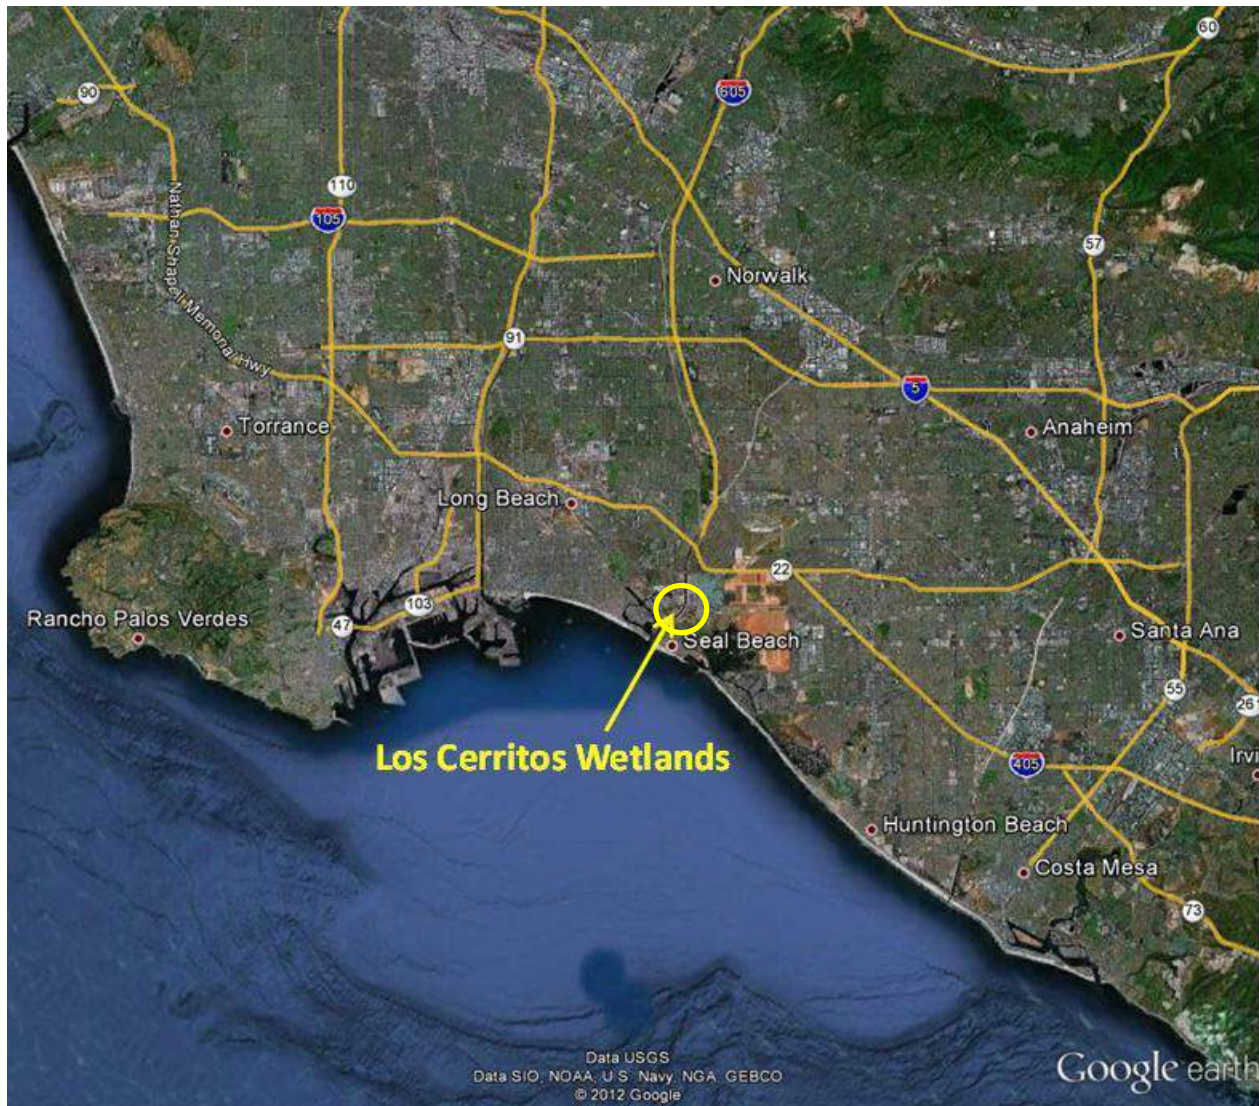 60
90
605
110
105
Nathan Shapell Memorial Hwy
57
Norwalk
91
5
Torrance
Anaheim
Long Beach
22
103
Rancho Palos Verdes
47
Santa Ana
Seal Beach
55
261
Los Cerritos Wetlands
405
Irvi
Huntington Beach
Costa Mesa
73
Data USGS
Data SIO, NOAA, U.S. Navy, NGA, GEBCO
© 2012 Google
Google earth